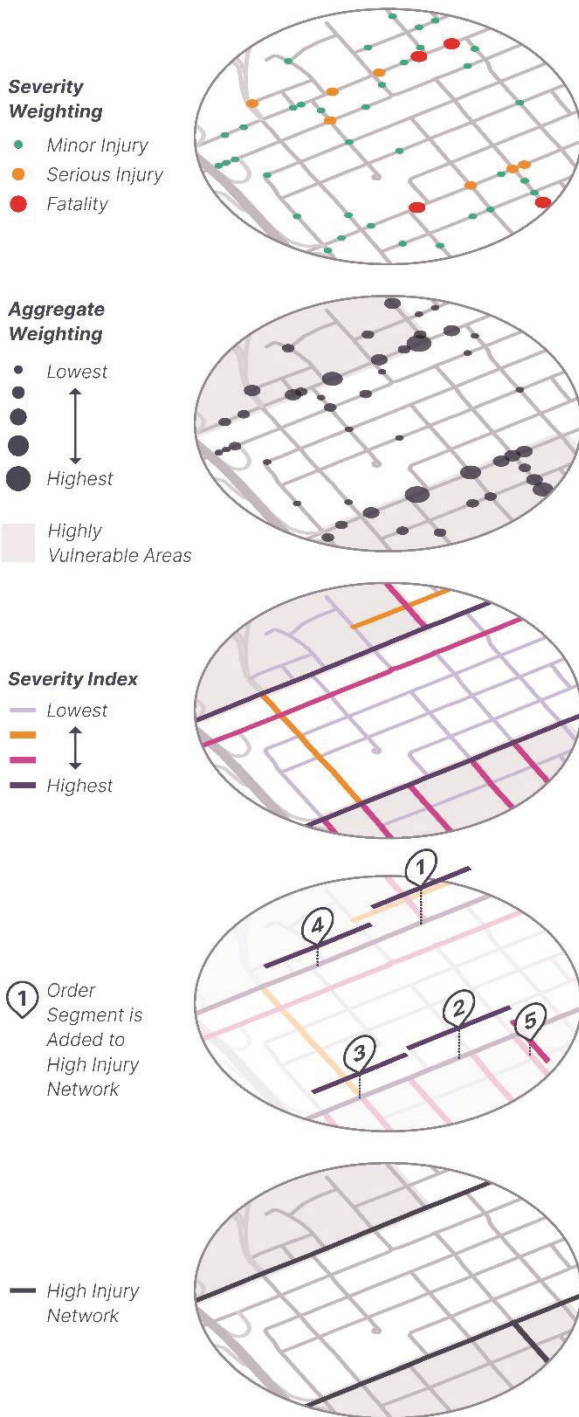 Severity
Weighting
Minor Injury
Serious Injury
Fatality
Aggregate
Weighting
Lowest
Highest
Highly
Vulnerable Areas
Severity Index
Lowest
Highest
1
4
2
5
3
1 Order
Segment is
Added to
High Injury
Network
High Injury
Network